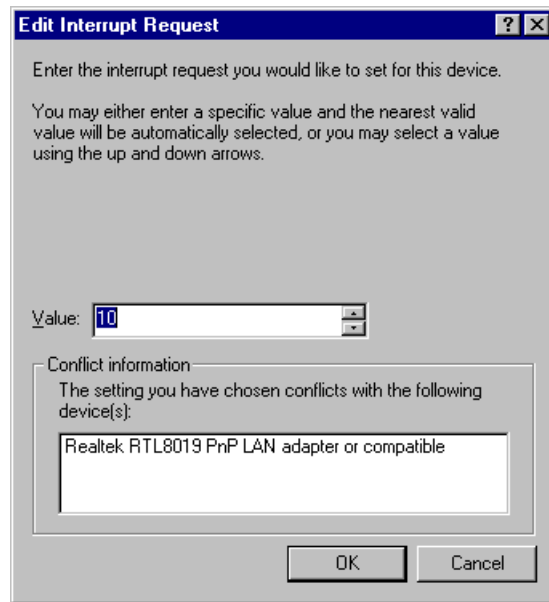 Edit Interrupt Request
Enter the interrupt request you would like to set for this device.
You may either enter a specific value and the nearest valid
value will be automatically selected, or you may select a value
using the up and down arrows.
Value: 10
Conflict information
The setting you have chosen conflicts with the following
device(s):
Realtek RTL8019 PnP LAN adapter or compatible
OK Cancel